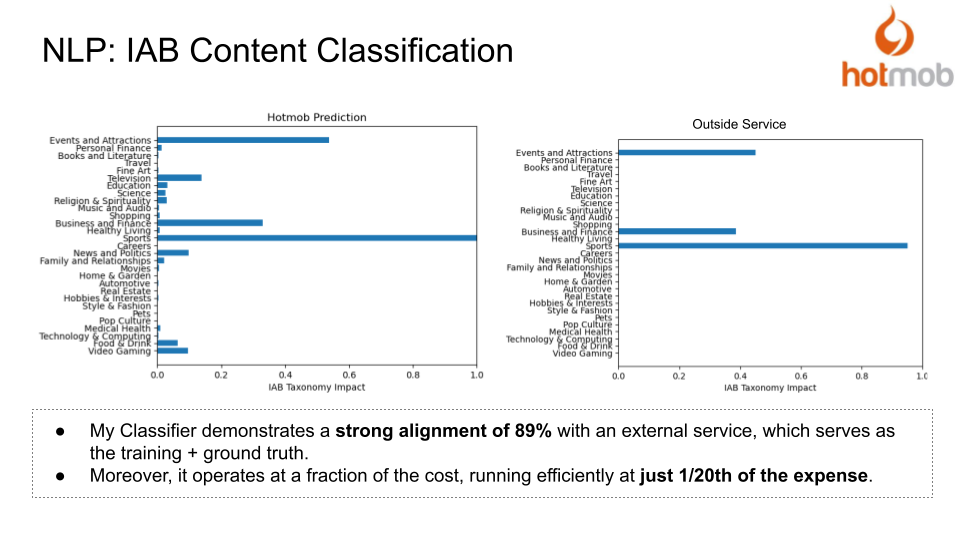 NLP: IAB Content Classification
hotmob
Hotmob Prediction
Events and Attractions
Personal Finance
Books and Literature
Travel
Fine Art
Television
Education
Science
Religion & Spirituality
Music and Audio
Shopping
Business and Finance
Healthy Living
Sports
Careers
News and Politics
Family and Relationships
Movies
Home & Garden
Automotive
Real Estate
Hobbies & Interests
Style & Fashion
Pets
Pop Culture
Medical Health
Technology & Computing
Food & Drink
Video Gaming
0.0 0.2 0.4 0.6 0.8 1.0
IAB Taxonomy Impact
Outside Service
Events and Attractions
Personal Finance
Books and Literature
Travel
Fine Art
Television
Education
Science
Religion & Spirituality
Music and Audio
Shopping
Business and Finance
Healthy Living
Sports
Careers
News and Politics
Family and Relationships
Movies
Home & Garden
Automotive
Real Estate
Hobbies & Interests
Style & Fashion
Pets
Pop Culture
Medical Health
Technology & Computing
Food & Drink
Video Gaming
0.0 0.2 0.4 0.6 0.8 1.0
IAB Taxonomy Impact
● My Classifier demonstrates a strong alignment of 89% with an external service, which serves as
the training + ground truth.
● Moreover, it operates at a fraction of the cost, running efficiently at just 1/20th of the expense.